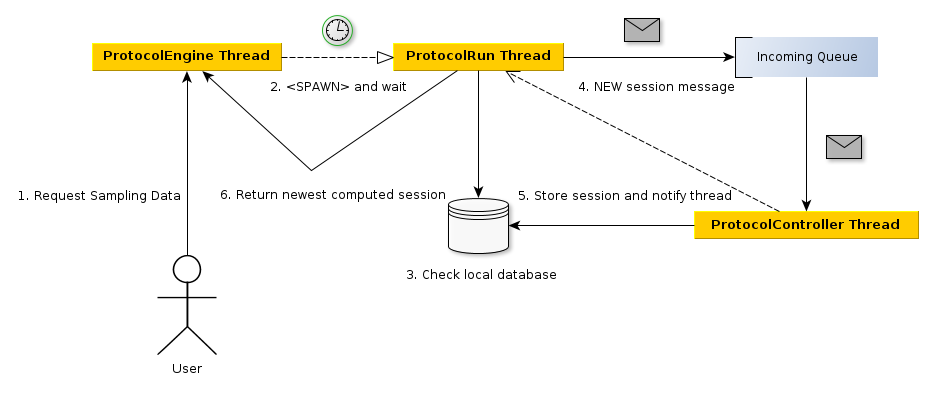 ProtocolEngine Thread
ProtocolRun Thread
Incoming Queue
2. <SPAWN> and wait
4. NEW session message
1. Request Sampling Data
6. Return newest computed session
5. Store session and notify thread
ProtocolController Thread
3. Check local database
User